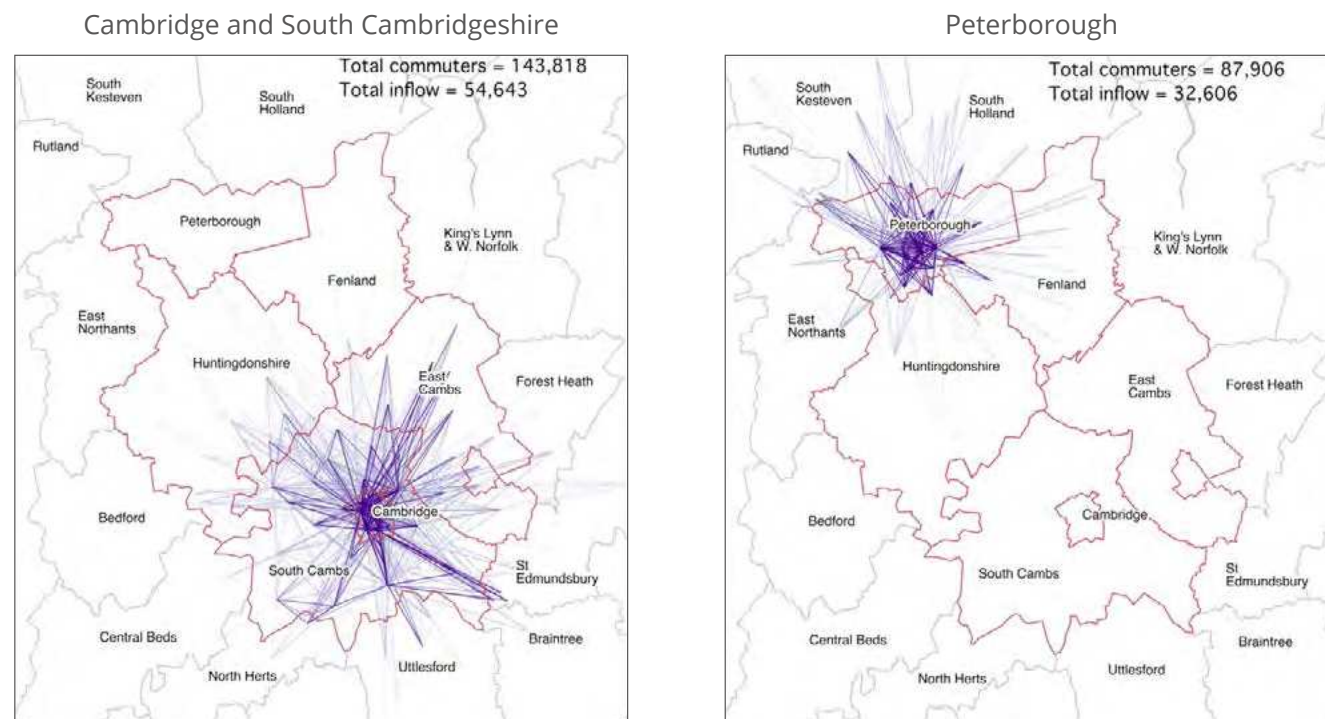 Cambridge and South Cambridgeshire
Total commuters = 143,818
Total inflow = 54,643
South
Kesteven
South
Holland
Rutland
Peterborough
King's Lynn
& W. Norfolk
Fenland
East
Northants
Huntingdonshire
East
Cambs
Forest Heath
Bedford
Cambridge
South Cambs
St
Edmundsbury
Central Beds
Braintree
North Herts
Uttlesford
Peterborough
Total commuters = 87,906
Total inflow = 32,606
South
Kesteven
South
Holland
Rutland
Peterborough
King's Lynn
& W. Norfolk
Fenland
East
Northants
Huntingdonshire
East
Cambs
Forest Heath
Bedford
Cambridge
South Cambs
St
Edmundsbury
Central Beds
Braintree
North Herts
Uttlesford